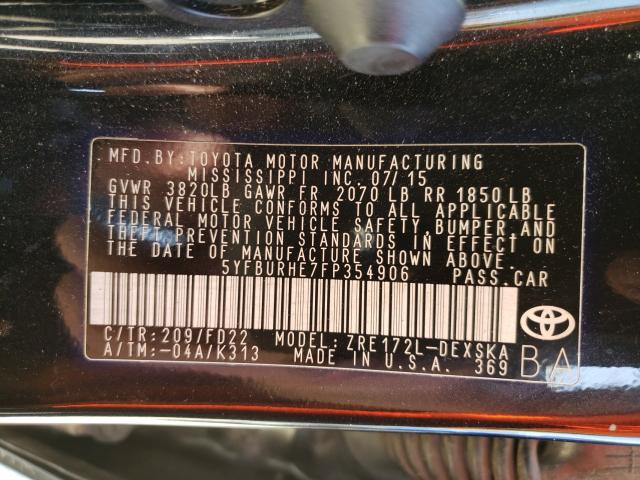 MFD.BY:TOYOTA MOTOR MANUFACTURING
MISSISSIPPI INC. 07/15
GVWR 3820LB GAWR FR 2070 LB RR 1850 LB
THIS VEHICLE CONFORMS TO ALL APPLICABLE
FEDERAL MOTOR VEHICLE SAFETY,BUMPER,AND
THEFT PREVENTION STANDARDS IN EFFECT ON
THE DATE OF MANUFACTURE SHOWN ABOVE.
5YFBURHE7FP354906 PASS.CAR
C/TR:209/FD22 MODEL: ZRE172L-DEXSKA
A/TM:-04A/K313 MADE IN U.S.A. 369 BA